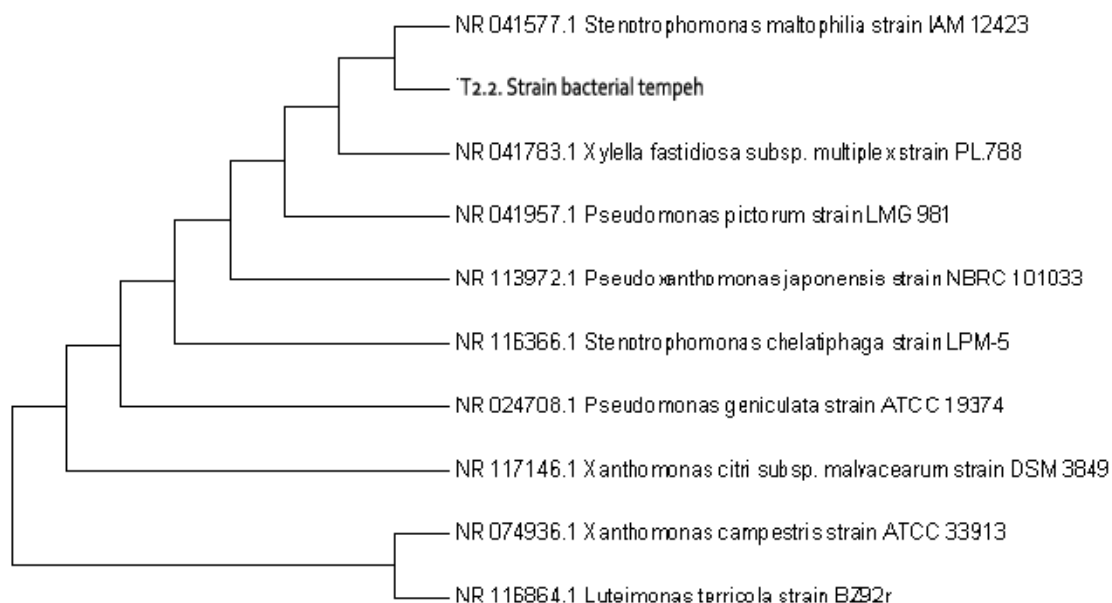 NR 041577.1 Stenotrophomonas maltophilia strain IAM 12423
T2.2. Strain bacterial tempeh
NR 041783.1 Xylella fastidiosa subsp. multiplex strain PL.788
NR 041957.1 Pseudomonas pictorum strain LMG 981
NR 113972.1 Pseudoxanthomonas japonensis strain NBRC 101033
NR 116366.1 Stenotrophomonas chelatiphaga strain LPM-5
NR 024708.1 Pseudomonas geniculata strain ATCC 19374
NR 117146.1 Xanthomonas citri subsp. malvacearum strain DSM 3849
NR 074936.1 Xanthomonas campestris strain ATCC 33913
NR 116864.1 Luteimonas terricola strain BZ92r